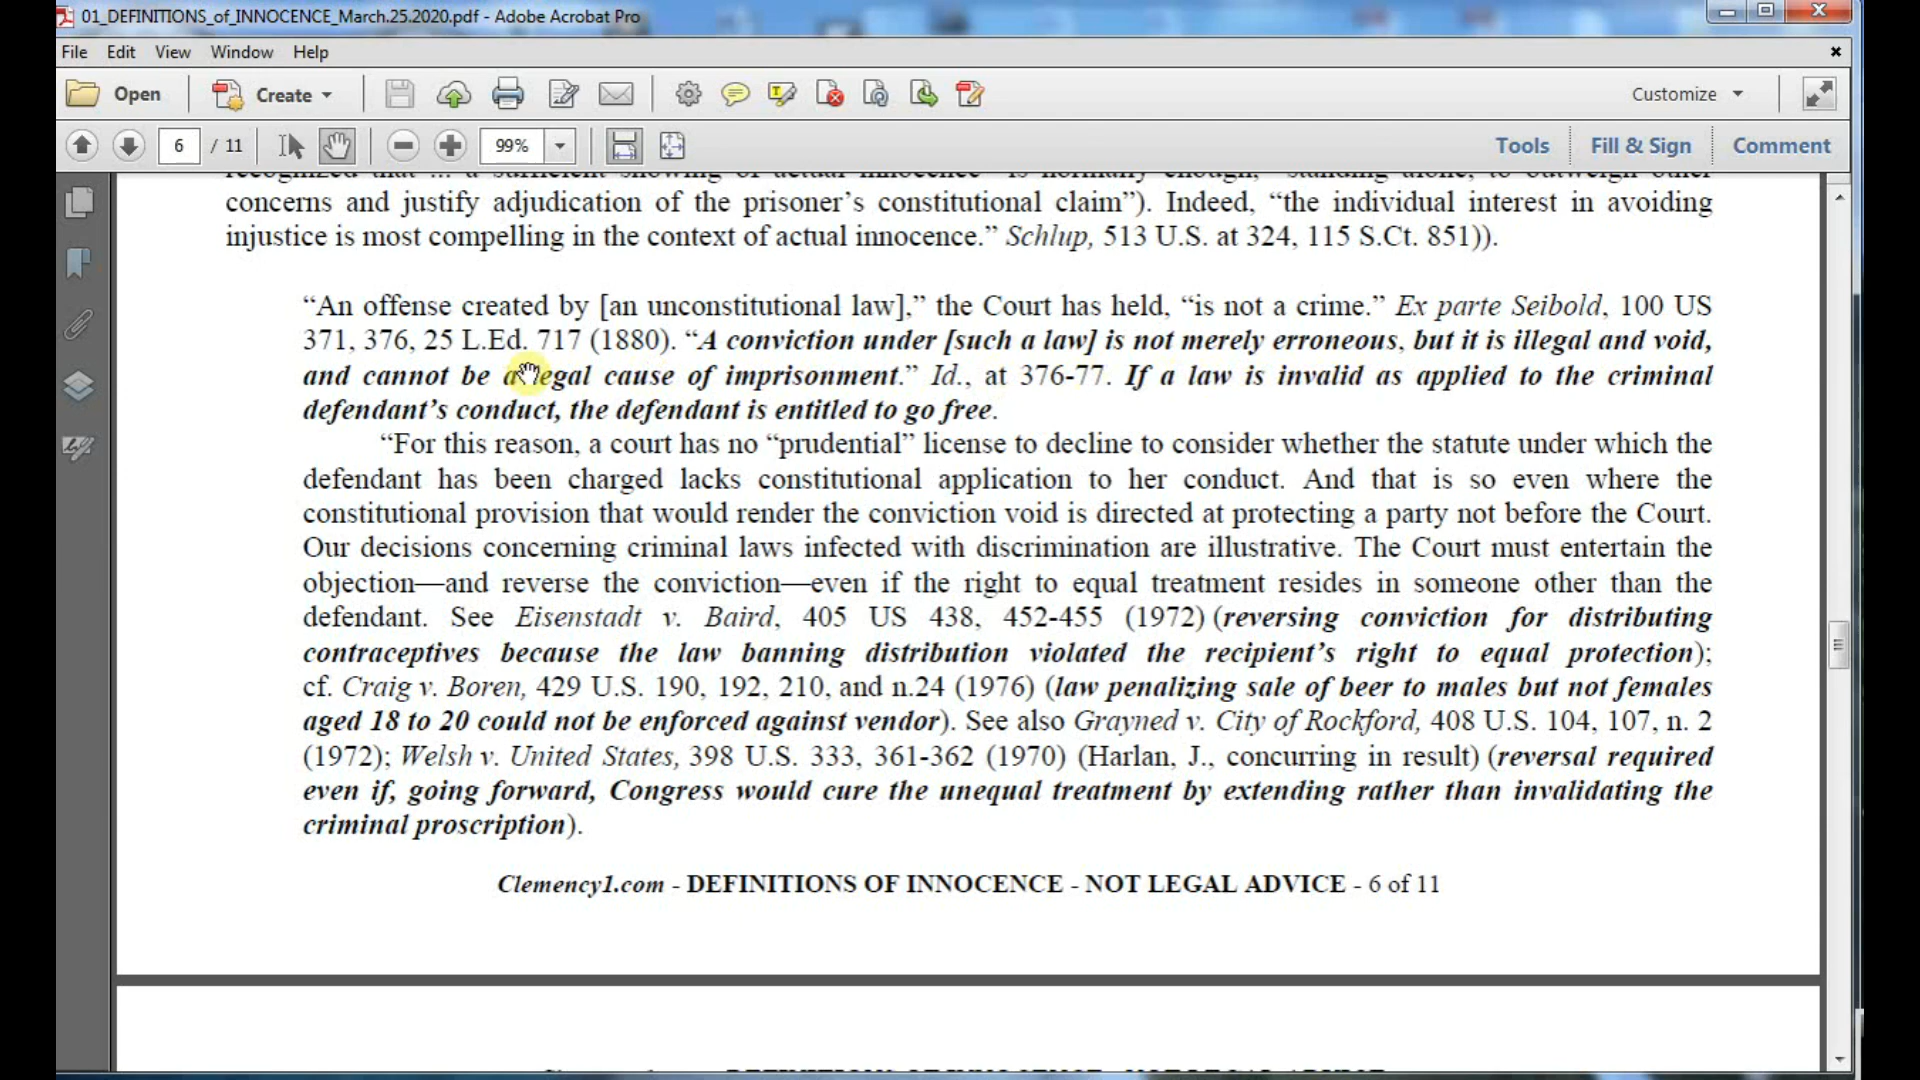 01_DEFINITIONS_of_INNOCENCE_March.25.2020.pdf - Adobe Acrobat Pro
File Edit View Window Help
Open Create Customize
6 / 11 99% Tools Fill & Sign Comment
recognized that ... a sufficient showing of actual innocence is normally enough, standing alone, to outweigh other
concerns and justify adjudication of the prisoner’s constitutional claim”). Indeed, “the individual interest in avoiding
injustice is most compelling in the context of actual innocence.” Schlup, 513 U.S. at 324, 115 S.Ct. 851)).
“An offense created by [an unconstitutional law],” the Court has held, “is not a crime.” Ex parte Seibold, 100 US
371, 376, 25 L.Ed. 717 (1880). “A conviction under [such a law] is not merely erroneous, but it is illegal and void,
and cannot be a legal cause of imprisonment.” Id., at 376-77. If a law is invalid as applied to the criminal
defendant’s conduct, the defendant is entitled to go free.
“For this reason, a court has no “prudential” license to decline to consider whether the statute under which the
defendant has been charged lacks constitutional application to her conduct. And that is so even where the
constitutional provision that would render the conviction void is directed at protecting a party not before the Court.
Our decisions concerning criminal laws infected with discrimination are illustrative. The Court must entertain the
objection—and reverse the conviction—even if the right to equal treatment resides in someone other than the
defendant. See Eisenstadt v. Baird, 405 US 438, 452-455 (1972) (reversing conviction for distributing
contraceptives because the law banning distribution violated the recipient’s right to equal protection);
cf. Craig v. Boren, 429 U.S. 190, 192, 210, and n.24 (1976) (law penalizing sale of beer to males but not females
aged 18 to 20 could not be enforced against vendor). See also Grayned v. City of Rockford, 408 U.S. 104, 107, n. 2
(1972); Welsh v. United States, 398 U.S. 333, 361-362 (1970) (Harlan, J., concurring in result) (reversal required
even if, going forward, Congress would cure the unequal treatment by extending rather than invalidating the
criminal proscription).
Clemency1.com - DEFINITIONS OF INNOCENCE - NOT LEGAL ADVICE - 6 of 11